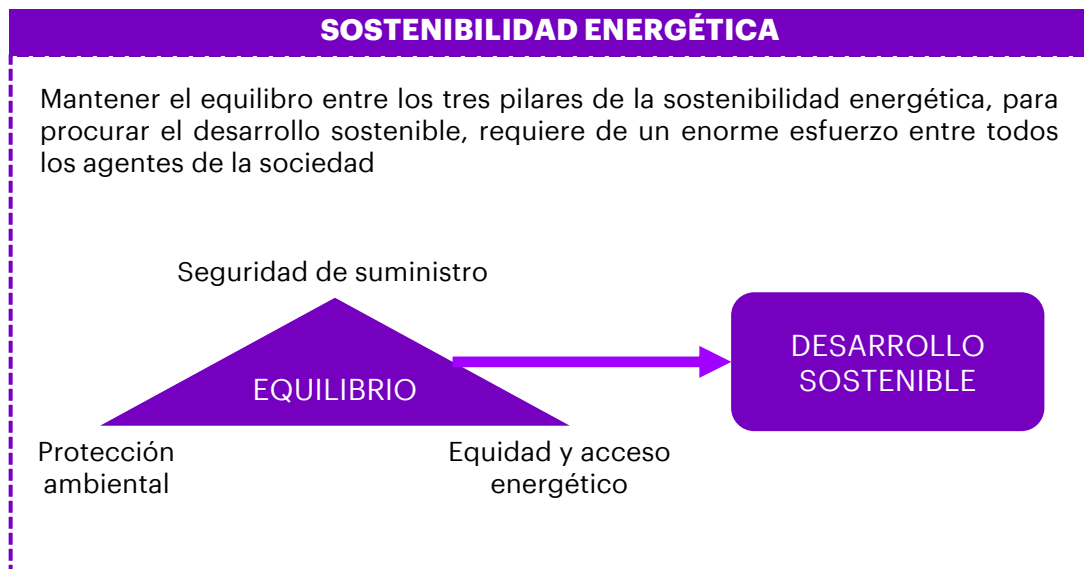 SOSTENIBILIDAD ENERGÉTICA
Mantener el equilibro entre los tres pilares de la sostenibilidad energética, para
procurar el desarrollo sostenible, requiere de un enorme esfuerzo entre todos
los agentes de la sociedad
Seguridad de suministro
EQUILIBRIO
Protección
ambiental
Equidad y acceso
energético
DESARROLLO
SOSTENIBLE